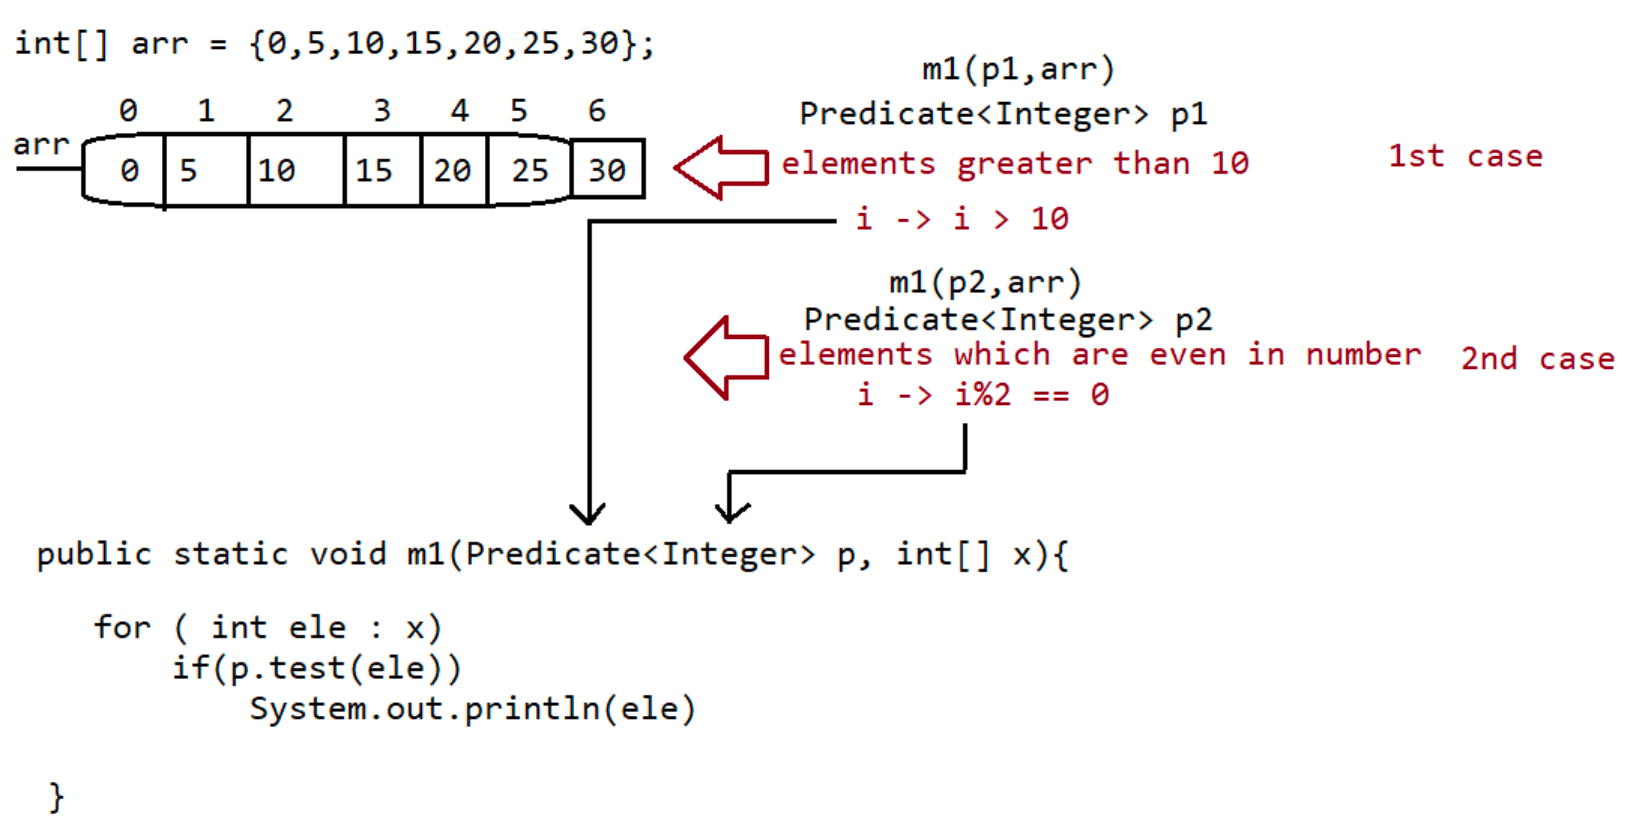 int[] arr = {0,5,10,15,20,25,30};
0 1 2 3 4 5 6
arr
0 5 10 15 20 25 30
m1(p1,arr)
Predicate<Integer> p1
elements greater than 10
1st case
i -> i > 10
m1(p2,arr)
Predicate<Integer> p2
elements which are even in number
2nd case
i -> i%2 == 0
public static void m1(Predicate<Integer> p, int[] x){
for ( int ele : x)
if(p.test(ele))
System.out.println(ele)
}